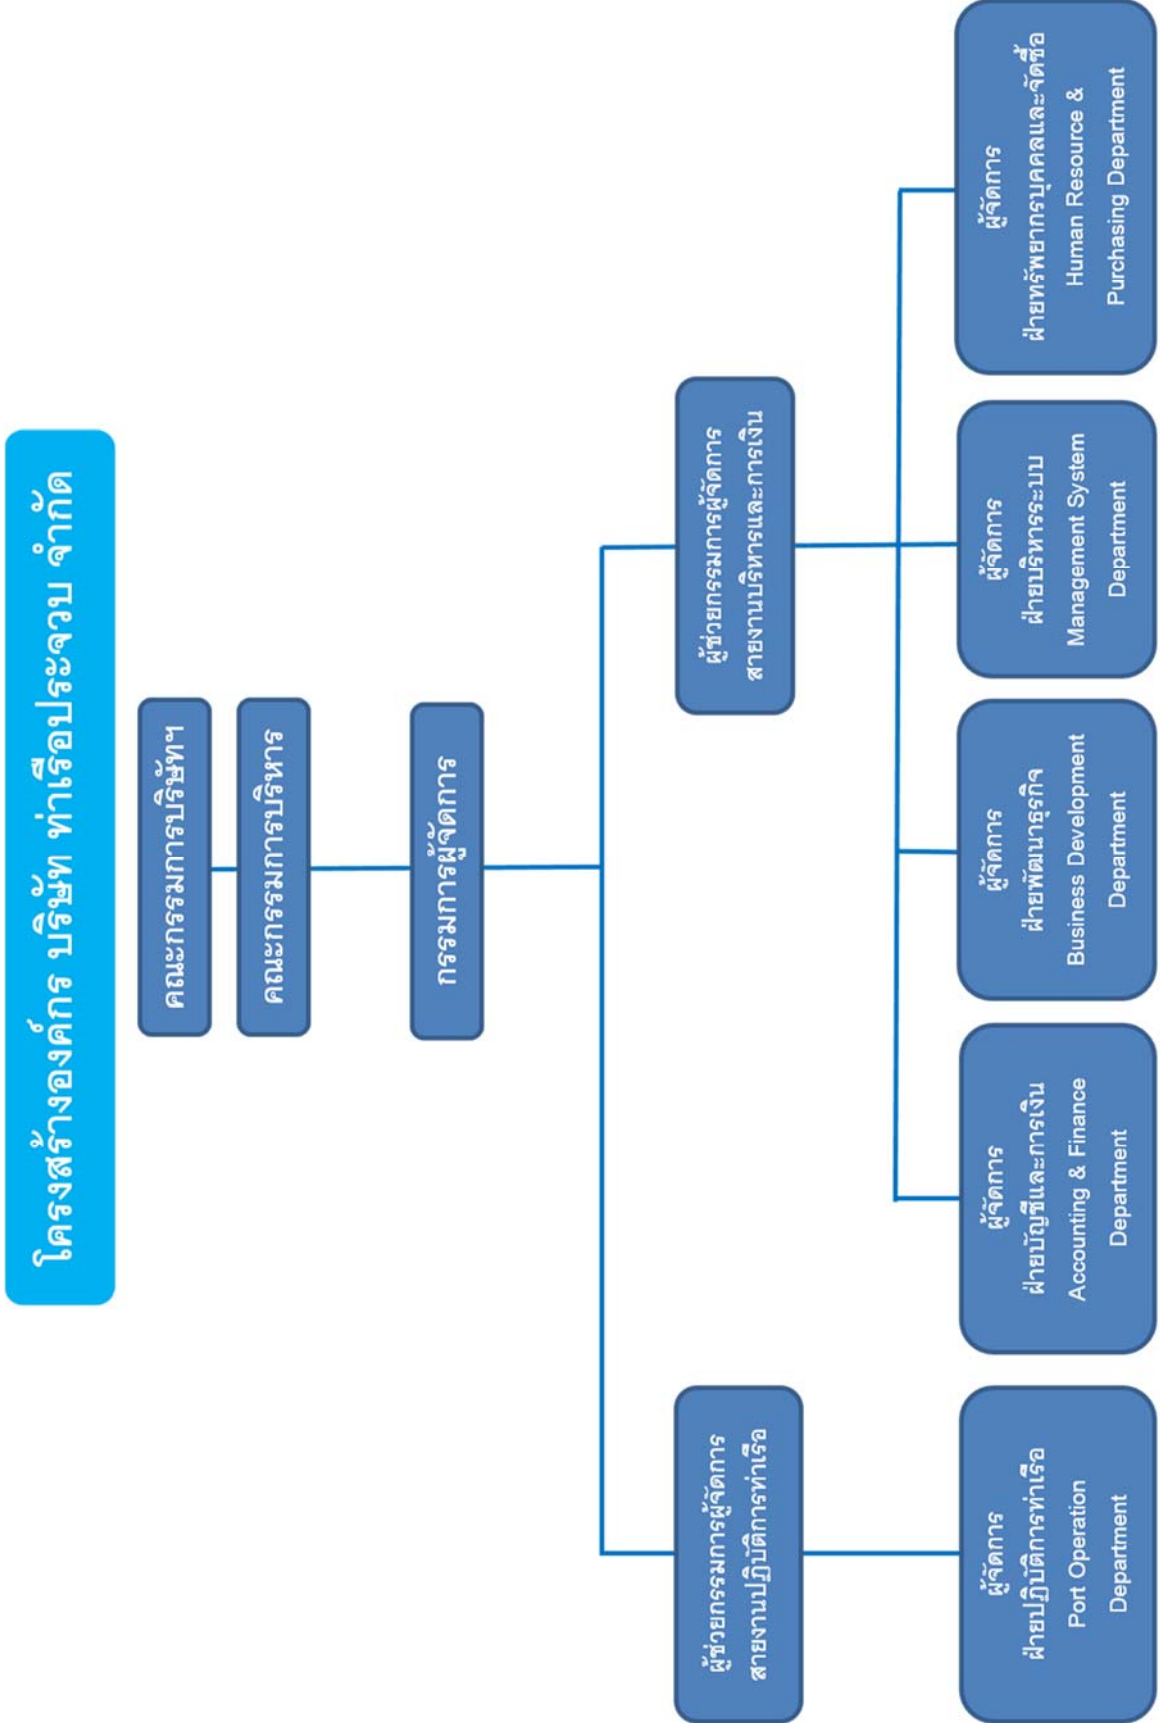 โครงสร้างองค์กร บริษัท ท่าเรือประจวบ จำกัด
คณะกรรมการบริษัทฯ
คณะกรรมการบริหาร
กรรมการผู้จัดการ
ผู้ช่วยกรรมการผู้จัดการ
สายงานปฏิบัติการท่าเรือ
ผู้ช่วยกรรมการผู้จัดการ
สายงานบริหารและการเงิน
ผู้จัดการ
ฝ่ายปฏิบัติการท่าเรือ
Port Operation
Department
ผู้จัดการ
ฝ่ายบัญชีและการเงิน
Accounting & Finance
Department
ผู้จัดการ
ฝ่ายพัฒนาธุรกิจ
Business Development
Department
ผู้จัดการ
ฝ่ายบริหารระบบ
Management System
Department
ผู้จัดการ
ฝ่ายทรัพยากรบุคคลและจัดซื้อ
Human Resource &
Purchasing Department